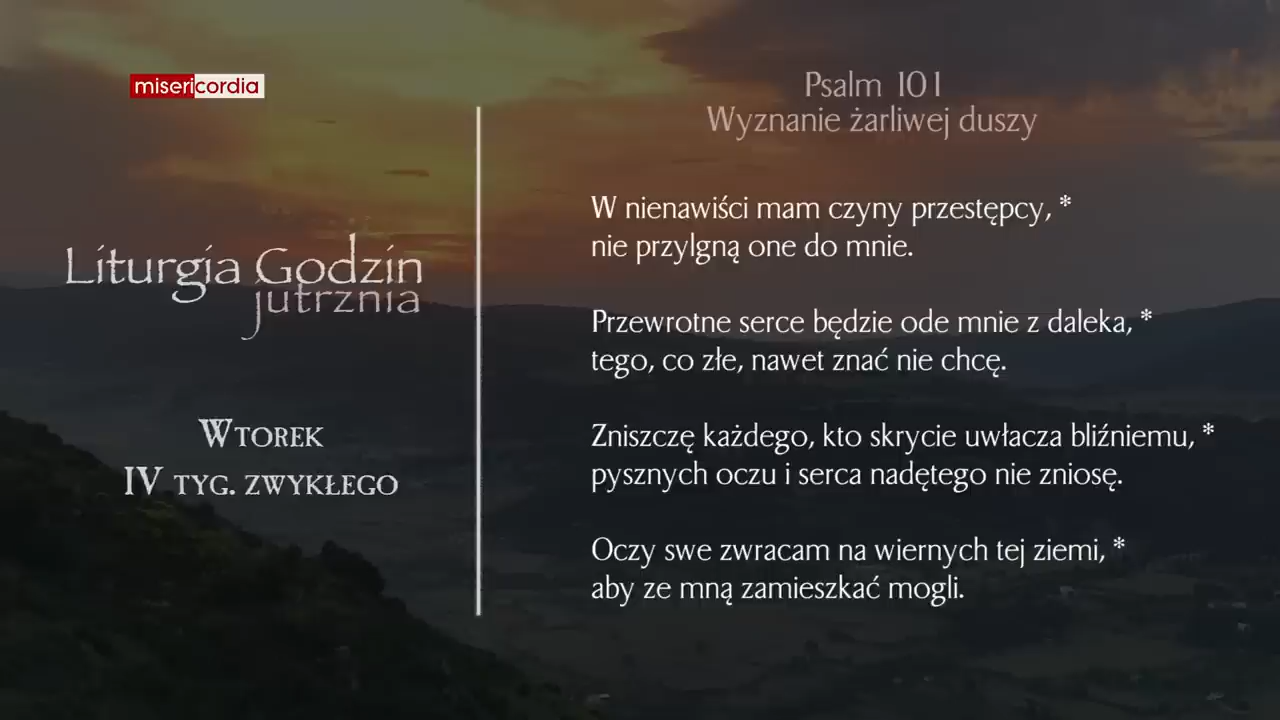 misericordia
Liturgia Godzin
jutrznia
Wtorek
IV tyg. zwykłego
Psalm 101
Wyznanie żarliwej duszy
W nienawiści mam czyny przestępcy, *
nie przylgną one do mnie.
Przewrotne serce będzie ode mnie z daleka, *
tego, co złe, nawet znać nie chcę.
Zniszczę każdego, kto skrycie uwłacza bliźniemu, *
pysznych oczu i serca nadętego nie zniosę.
Oczy swe zwracam na wiernych tej ziemi, *
aby ze mną zamieszkać mogli.